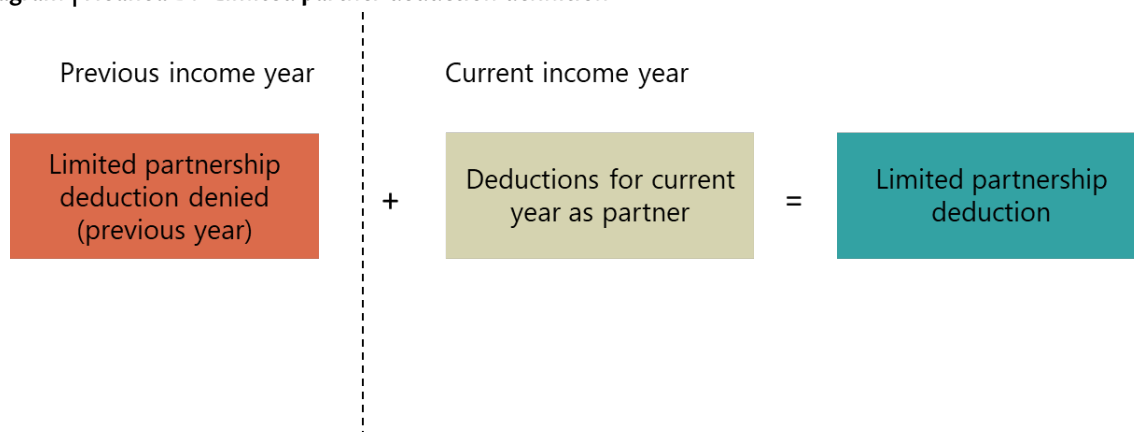 Previous income year
Current income year
Limited partnership
deduction denied
(previous year)
+
Deductions for current
year as partner
=
Limited partnership
deduction